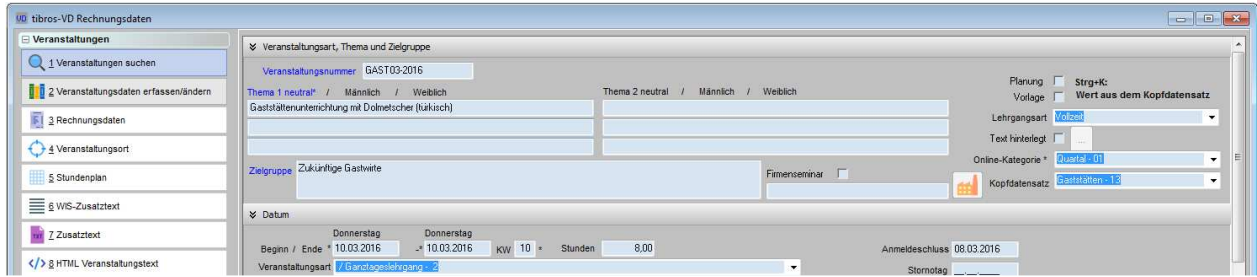 VD tibros-VD Rechnungsdaten
Veranstaltungen
1 Veranstaltungen suchen
2 Veranstaltungsdaten erfassen/ändern
3 Rechnungsdaten
4 Veranstaltungsort
5 Stundenplan
6 WIS-Zusatztext
7 Zusatztext
8 HTML Veranstaltungstext
Veranstaltungsart, Thema und Zielgruppe
Veranstaltungsnummer GAST03-2016
Thema 1 neutral* / Männlich / Weiblich Thema 2 neutral / Männlich / Weiblich
Gaststättenunterrichtung mit Dolmetscher (türkisch)
Zielgruppe Zukünftige Gastwirte
Firmenseminar
Planung Strg+K:
Vorlage Wert aus dem Kopfdatensatz
Lehrgangsart Vollzeit
Text hinterlegt ...
Online-Kategorie * Quartal - 01
Kopfdatensatz Gaststätten - 13
Datum
Donnerstag Donnerstag
Beginn / Ende * 10.03.2016 -* 10.03.2016 KW 10 = Stunden 8,00 Anmeldeschluss 08.03.2016
Veranstaltungsart / Ganztageslehrgang - 2 Stornotag __.__.____